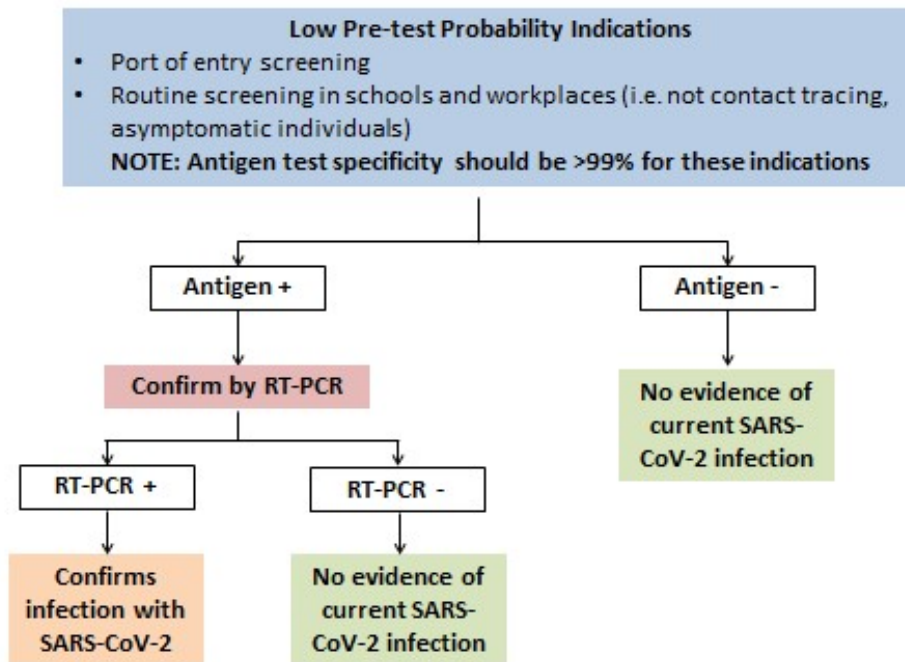 Low Pre-test Probability Indications
• Port of entry screening
• Routine screening in schools and workplaces (i.e. not contact tracing,
asymptomatic individuals)
NOTE: Antigen test specificity should be >99% for these indications
Antigen +
Antigen -
Confirm by RT-PCR
No evidence of
current SARS-
CoV-2 infection
RT-PCR +
RT-PCR -
Confirms
infection with
SARS-CoV-2
No evidence of
current SARS-
CoV-2 infection